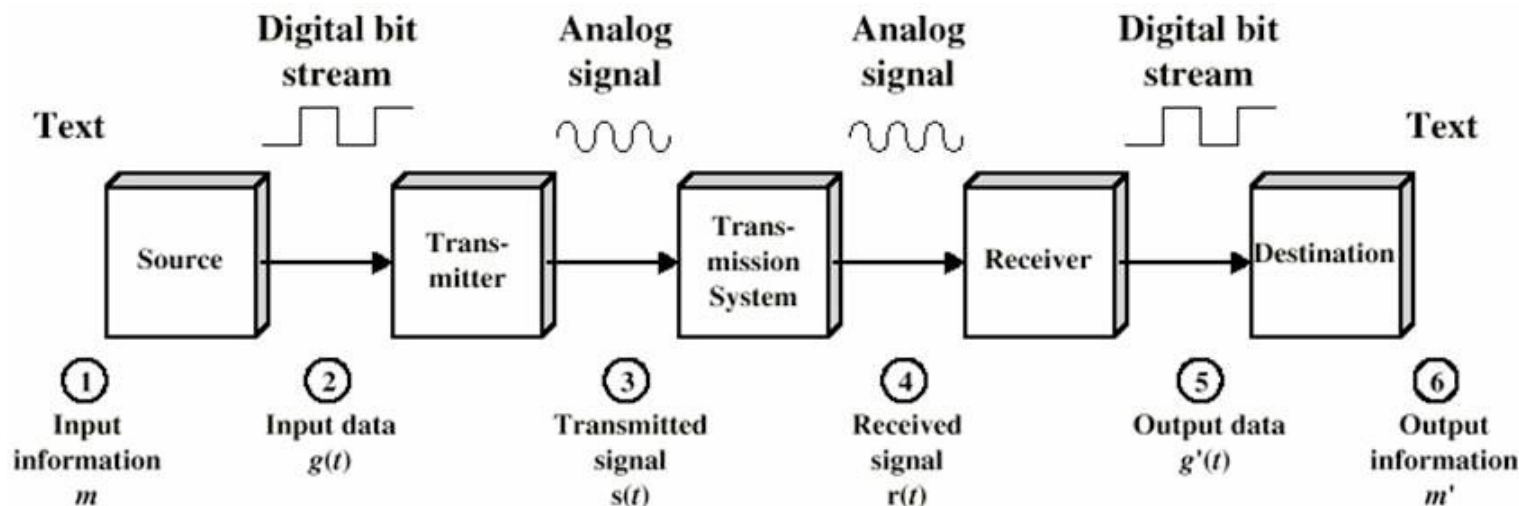 Digital bit
stream
Analog
signal
Analog
signal
Digital bit
stream
Text
Text
Source
Trans-
mitter
Trans-
mission
System
Receiver
Destination
1
Input
information
m
2
Input data
g(t)
3
Transmitted
signal
s(t)
4
Received
signal
r(t)
5
Output data
g'(t)
6
Output
information
m'